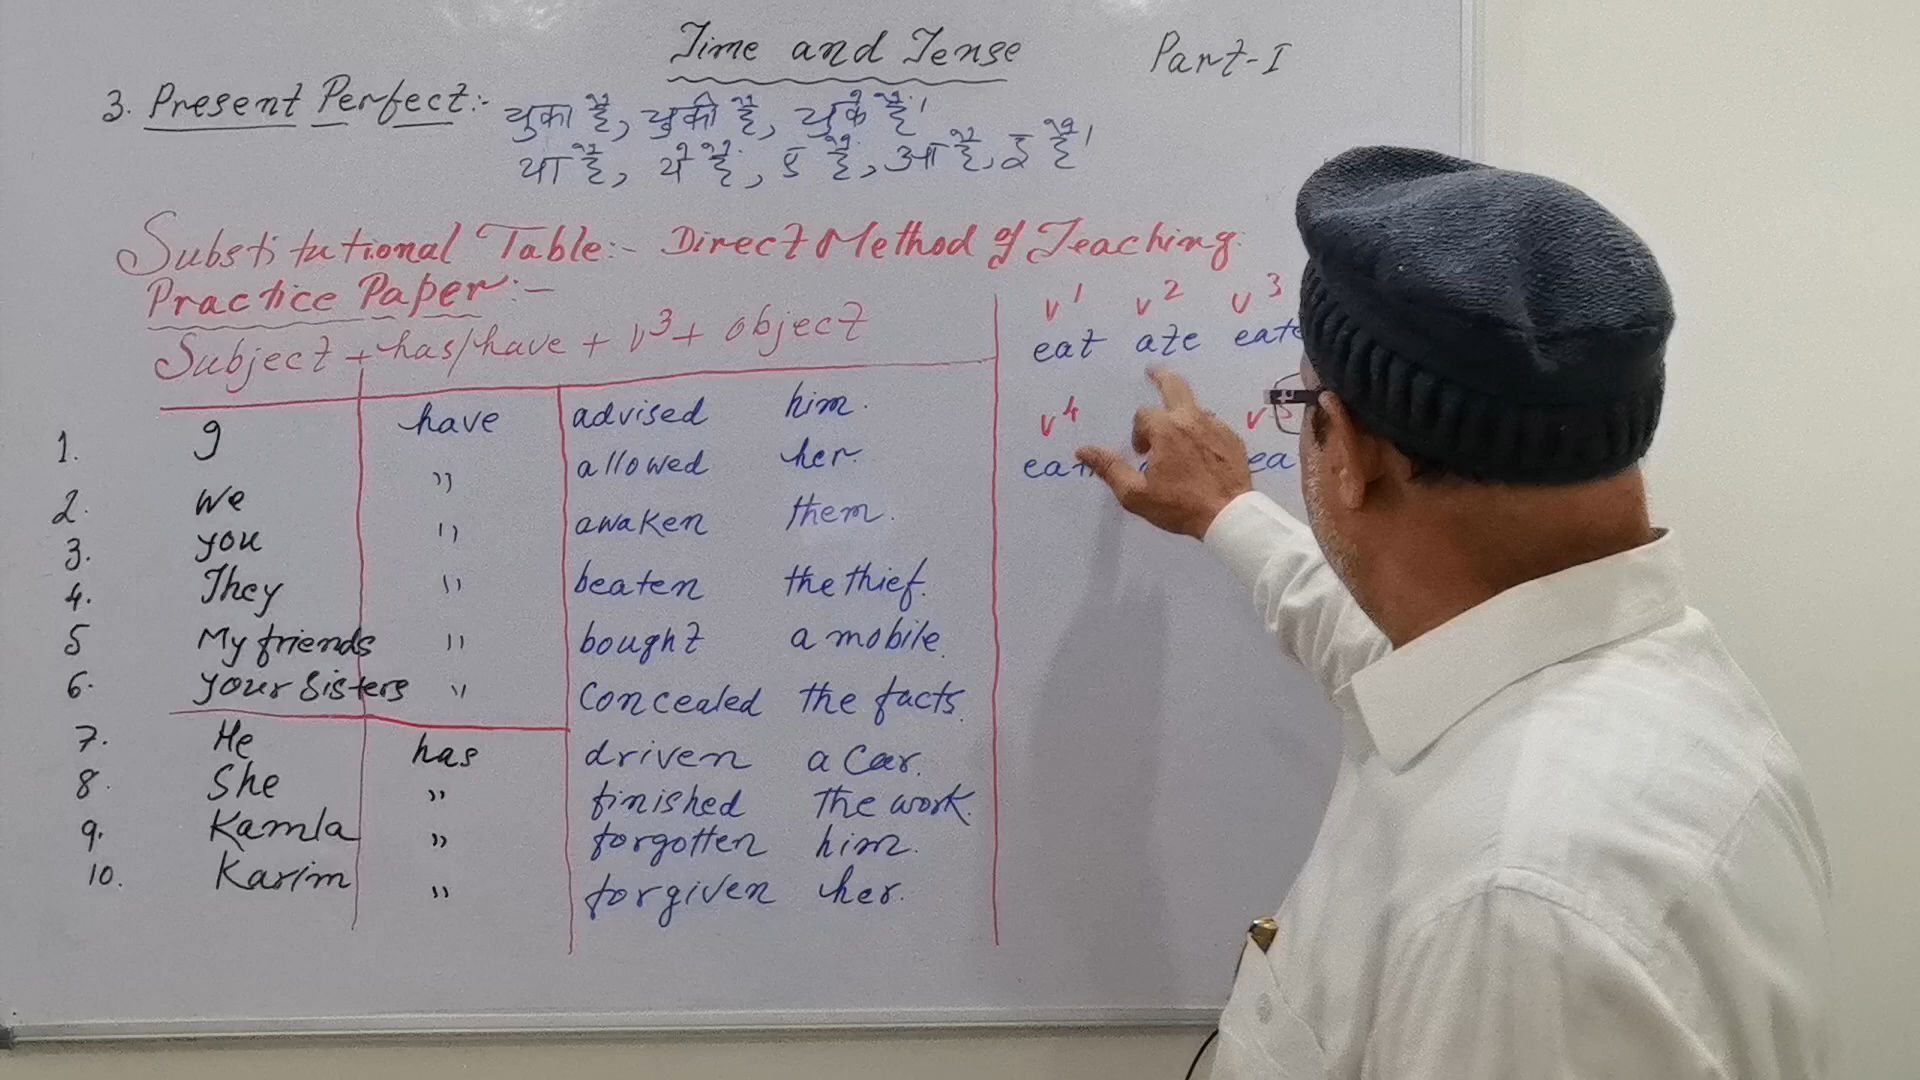 Time and Tense Part-I
3. Present Perfect:- चुका है, चुकी है, चुके हैं।
या है, ये हैं, ई है, आ है, ई है।
Substitutional Table:- Direct Method of Teaching.
Practice Paper:-
Subject + has/have + V3 + object
1. I have advised him.
2. We " allowed her.
3. you " awaken them.
4. They " beaten the thief.
5 My friends " bought a mobile.
6. your Sisters " Concealed the facts.
7. He has driven a Car.
8. She " finished the work.
9. Kamla " forgotten him.
10. Karim " forgiven her.
V1 V2 V3
eat ate
V4 V5